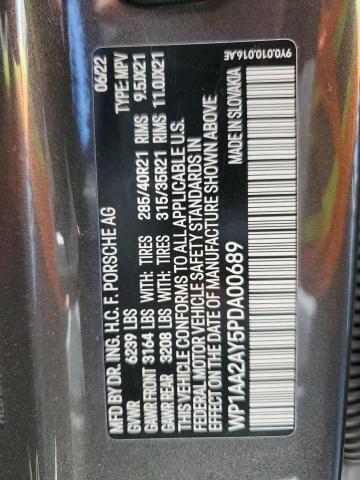 MFD BY DR. ING. H.C. F. PORSCHE AG 06/22
GVWR 6239 LBS TYPE: MPV
GAWR FRONT 3164 LBS WITH: TIRES 285/40R21 RIMS 9.5JX21
GAWR REAR 3208 LBS WITH: TIRES 315/35R21 RIMS 11.0JX21
THIS VEHICLE CONFORMS TO ALL APPLICABLE U.S.
FEDERAL MOTOR VEHICLE SAFETY STANDARDS IN
EFFECT ON THE DATE OF MANUFACTURE SHOWN ABOVE
WP1AA2AY5PDA00689 MADE IN SLOVAKIA
9Y0.010.016.AE